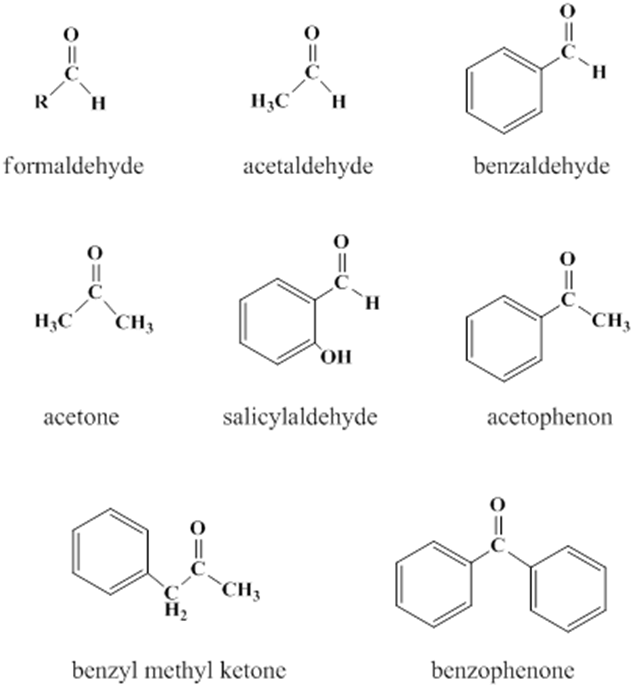 O O O
C C C
R H H₃C H H
formaldehyde acetaldehyde benzaldehyde
O O O
C C C
H₃C CH₃ H CH₃
OH
acetone salicylaldehyde acetophenon
O O
C C
C CH₃
H₂
benzyl methyl ketone benzophenone